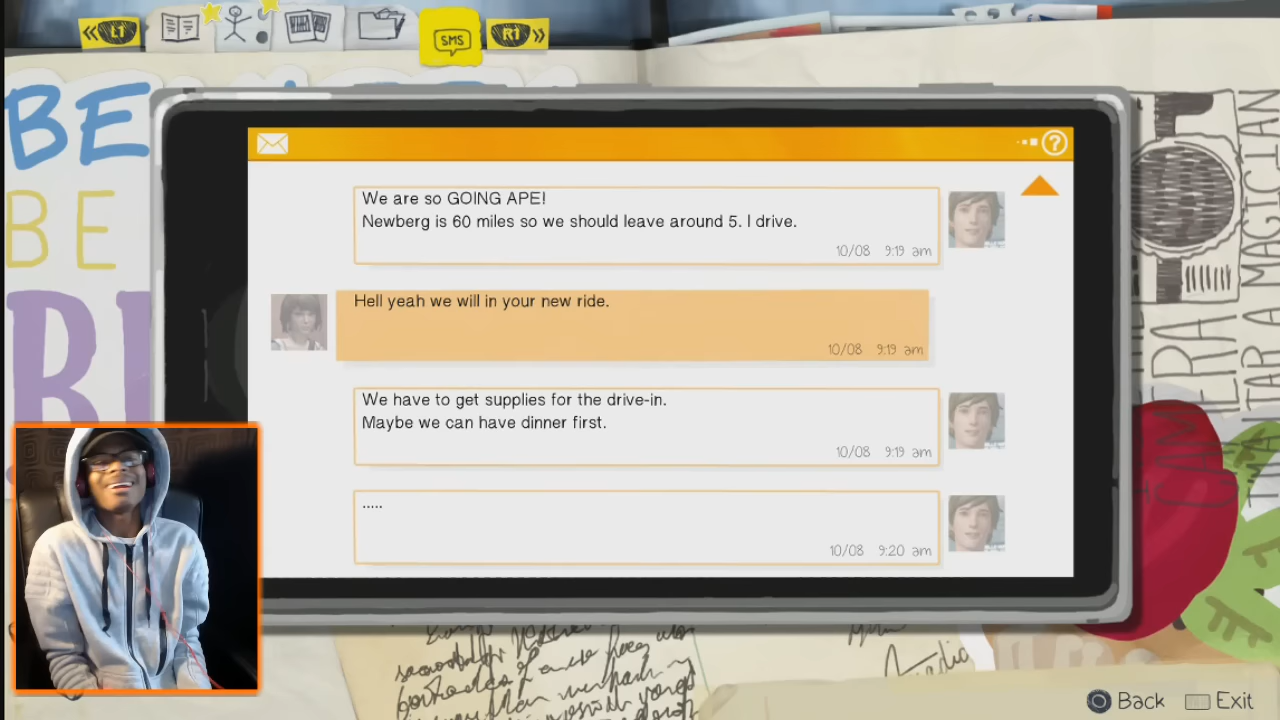 L1
SMS
R1
BE
BE
We are so GOING APE!
Newberg is 60 miles so we should leave around 5. I drive.
10/08 9:19 am
Hell yeah we will in your new ride.
10/08 9:19 am
We have to get supplies for the drive-in.
Maybe we can have dinner first.
10/08 9:19 am
.....
10/08 9:20 am
CAMERA MAGICIAN
Back
Exit